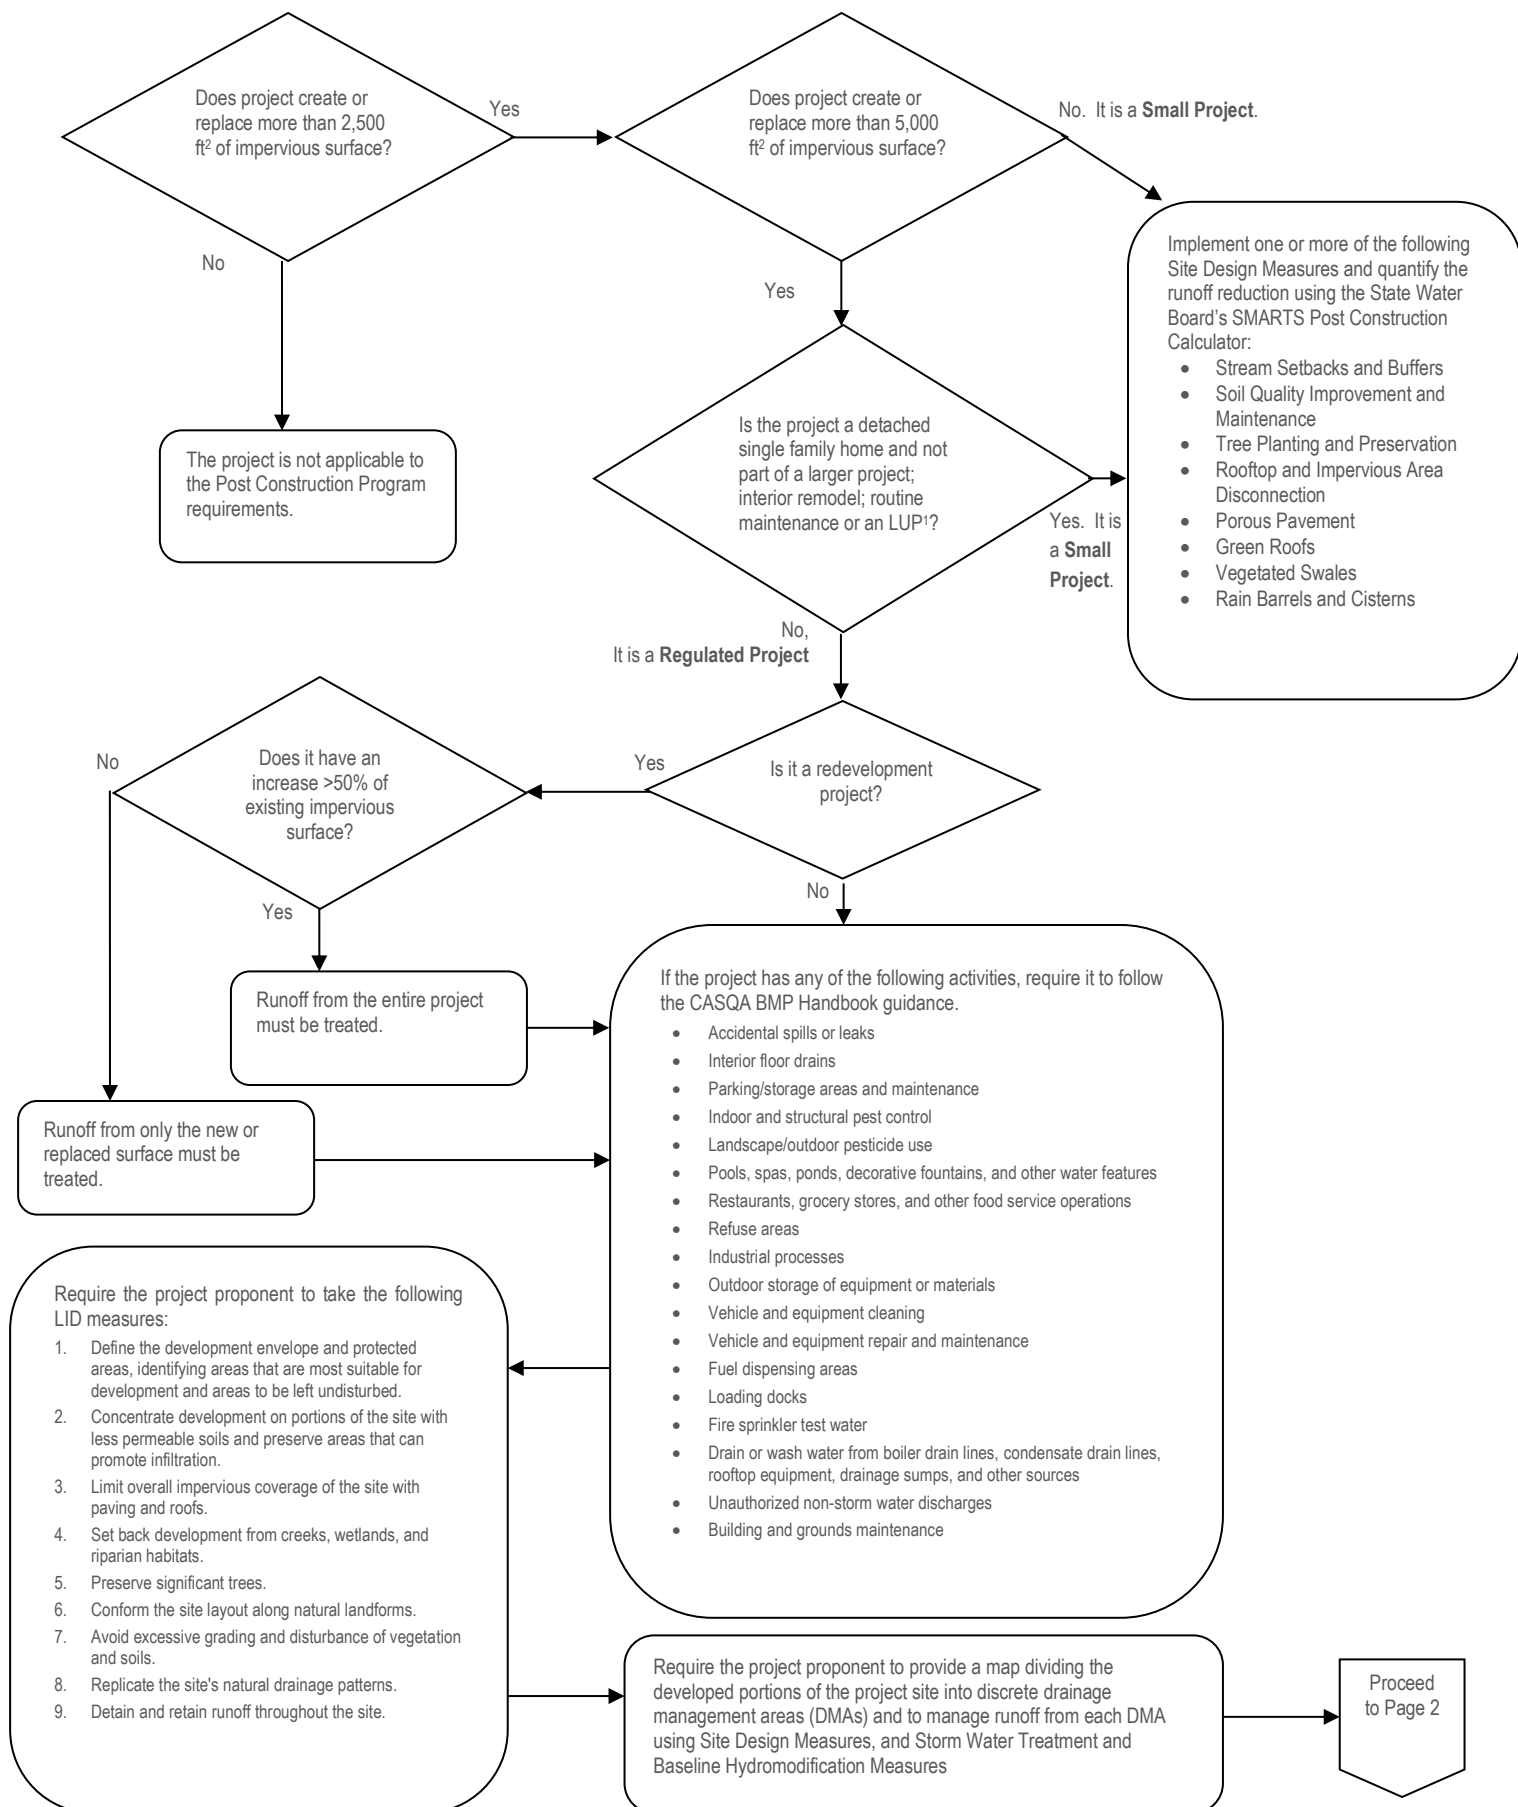 Does project create or
replace more than 2,500
ft² of impervious surface?
Yes
Does project create or
replace more than 5,000
ft² of impervious surface?
No. It is a Small Project.
No
Yes
Implement one or more of the following
Site Design Measures and quantify the
runoff reduction using the State Water
Board’s SMARTS Post Construction
Calculator:
• Stream Setbacks and Buffers
• Soil Quality Improvement and
Maintenance
• Tree Planting and Preservation
• Rooftop and Impervious Area
Disconnection
• Porous Pavement
• Green Roofs
• Vegetated Swales
• Rain Barrels and Cisterns
The project is not applicable to
the Post Construction Program
requirements.
Is the project a detached
single family home and not
part of a larger project;
interior remodel; routine
maintenance or an LUP¹?
Yes. It is
a Small
Project.
No,
It is a Regulated Project
Is it a redevelopment
project?
Yes
Does it have an
increase >50% of
existing impervious
surface?
No
Yes
No
Runoff from the entire project
must be treated.
Runoff from only the new or
replaced surface must be
treated.
If the project has any of the following activities, require it to follow
the CASQA BMP Handbook guidance.
• Accidental spills or leaks
• Interior floor drains
• Parking/storage areas and maintenance
• Indoor and structural pest control
• Landscape/outdoor pesticide use
• Pools, spas, ponds, decorative fountains, and other water features
• Restaurants, grocery stores, and other food service operations
• Refuse areas
• Industrial processes
• Outdoor storage of equipment or materials
• Vehicle and equipment cleaning
• Vehicle and equipment repair and maintenance
• Fuel dispensing areas
• Loading docks
• Fire sprinkler test water
• Drain or wash water from boiler drain lines, condensate drain lines,
rooftop equipment, drainage sumps, and other sources
• Unauthorized non-storm water discharges
• Building and grounds maintenance
Require the project proponent to take the following
LID measures:
1. Define the development envelope and protected
areas, identifying areas that are most suitable for
development and areas to be left undisturbed.
2. Concentrate development on portions of the site with
less permeable soils and preserve areas that can
promote infiltration.
3. Limit overall impervious coverage of the site with
paving and roofs.
4. Set back development from creeks, wetlands, and
riparian habitats.
5. Preserve significant trees.
6. Conform the site layout along natural landforms.
7. Avoid excessive grading and disturbance of vegetation
and soils.
8. Replicate the site's natural drainage patterns.
9. Detain and retain runoff throughout the site.
Require the project proponent to provide a map dividing the
developed portions of the project site into discrete drainage
management areas (DMAs) and to manage runoff from each DMA
using Site Design Measures, and Storm Water Treatment and
Baseline Hydromodification Measures
Proceed
to Page 2